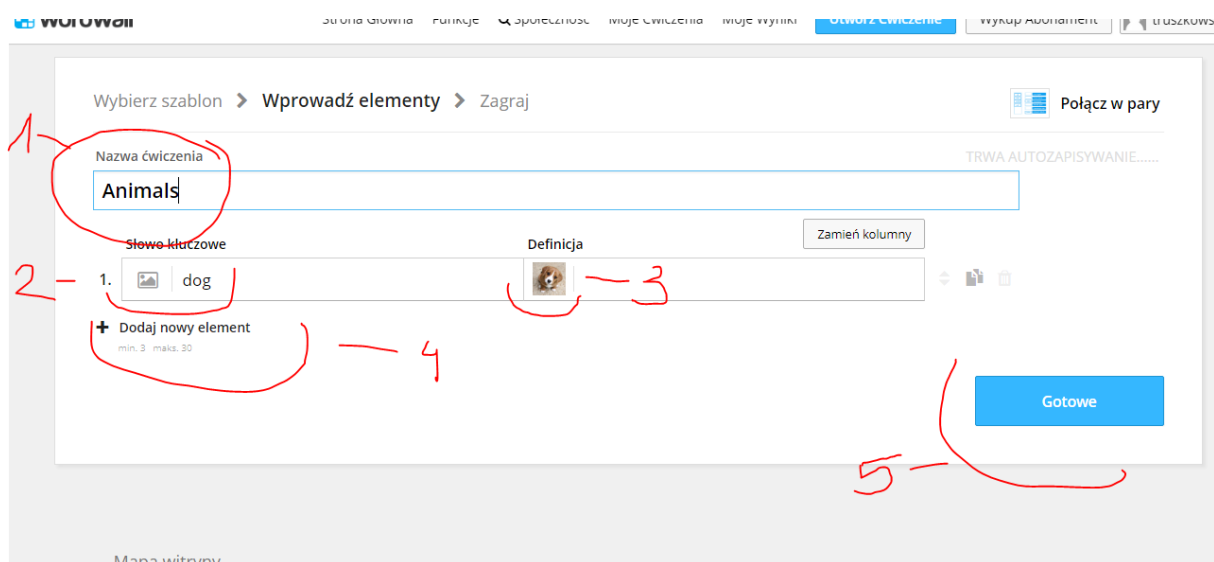 Wordwall Strona Główna Funkcje Społeczność Moje Ćwiczenia Moje Wyniki Utwórz Ćwiczenie Wykup Abonament truszkows
Wybierz szablon Wprowadź elementy Zagraj Połącz w pary
1
Nazwa ćwiczenia TRWA AUTOZAPISYWANIE......
Animals
Zamień kolumny
Słowo kluczowe Definicja
2 1. dog 3
+ Dodaj nowy element
min. 3 maks. 30
4
Gotowe
5
Mapa witryny